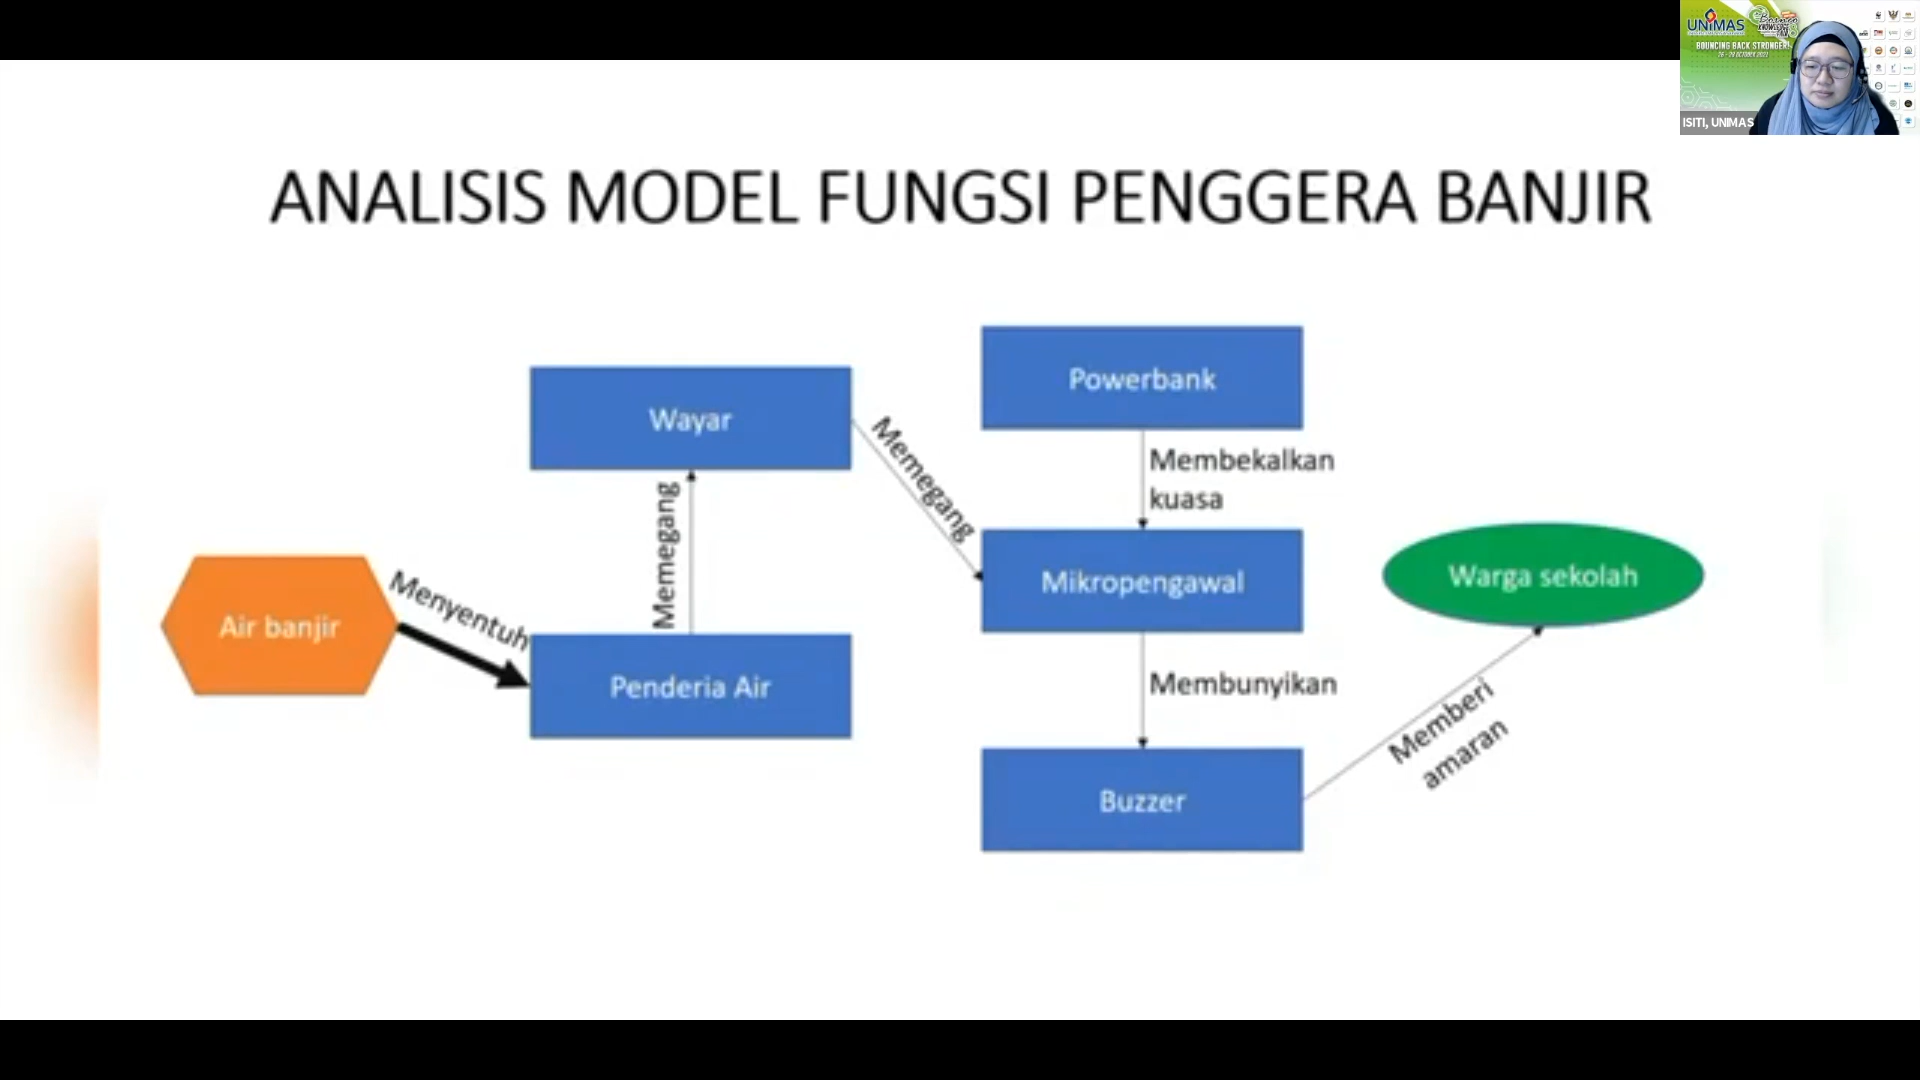 UNIMAS
BOUNCING BACK STRONGER!
ISITI, UNIMAS
ANALISIS MODEL FUNGSI PENGGERA BANJIR
Powerbank
Wayar
Memegang
Membekalkan
kuasa
Memegang
Air banjir
Menyentuh
Mikropengawal
Warga sekolah
Penderia Air
Membunyikan
Memberi
amaran
Buzzer